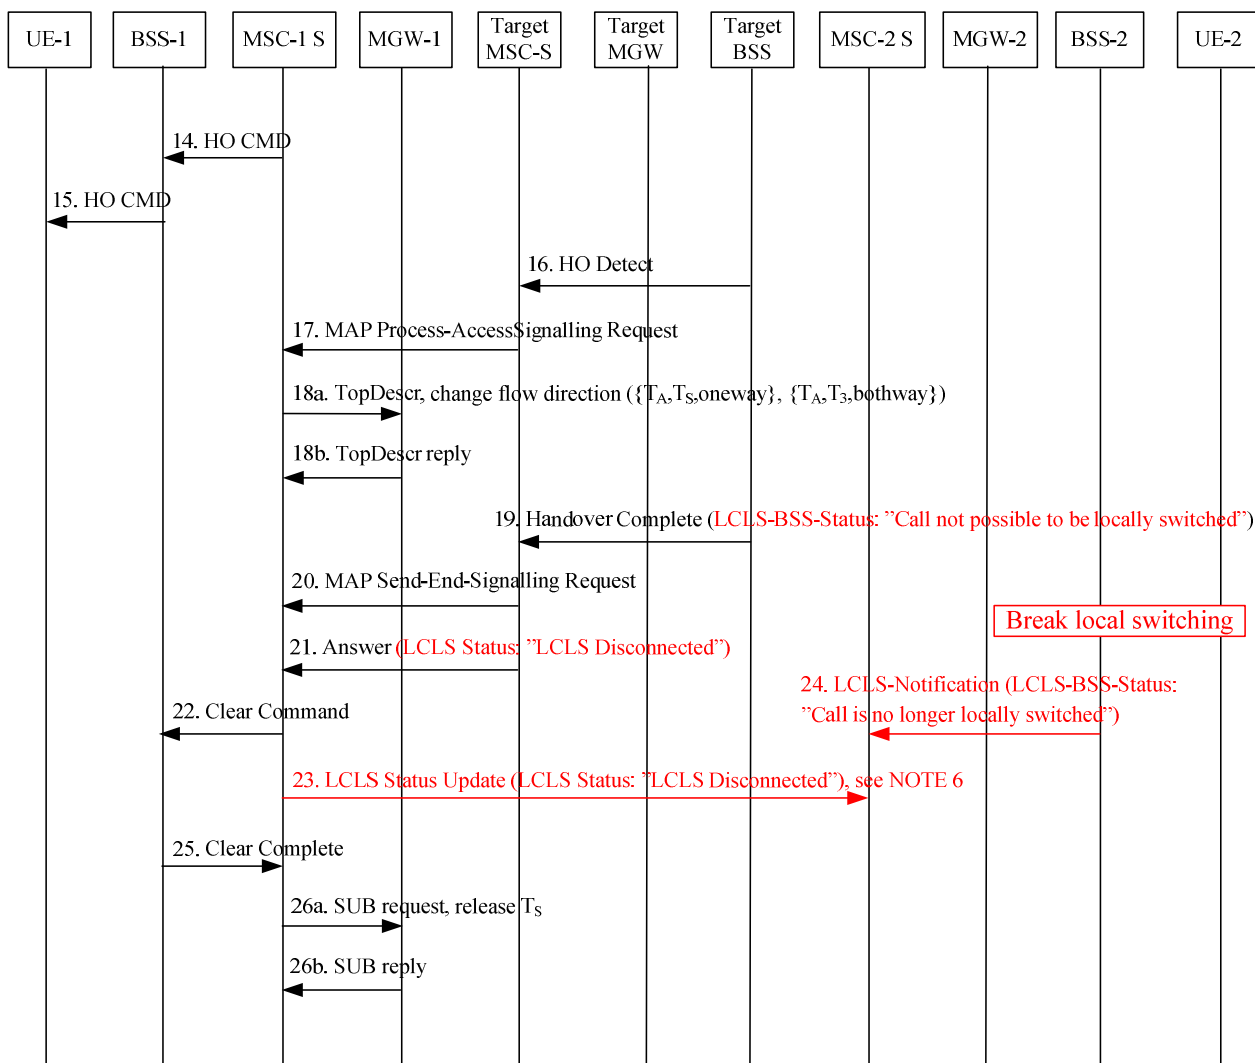 UE-1
BSS-1
MSC-1 S
MGW-1
Target
MSC-S
Target
MGW
Target
BSS
MSC-2 S
MGW-2
BSS-2
UE-2
14. HO CMD
15. HO CMD
16. HO Detect
17. MAP Process-AccessSignalling Request
18a. TopDescr, change flow direction ({TA,TS,oneway}, {TA,T3,bothway})
18b. TopDescr reply
19. Handover Complete (LCLS-BSS-Status: ”Call not possible to be locally switched”)
20. MAP Send-End-Signalling Request
Break local switching
21. Answer (LCLS Status: ”LCLS Disconnected”)
24. LCLS-Notification (LCLS-BSS-Status:
”Call is no longer locally switched”)
22. Clear Command
23. LCLS Status Update (LCLS Status: ”LCLS Disconnected”), see NOTE 6
25. Clear Complete
26a. SUB request, release TS
26b. SUB reply